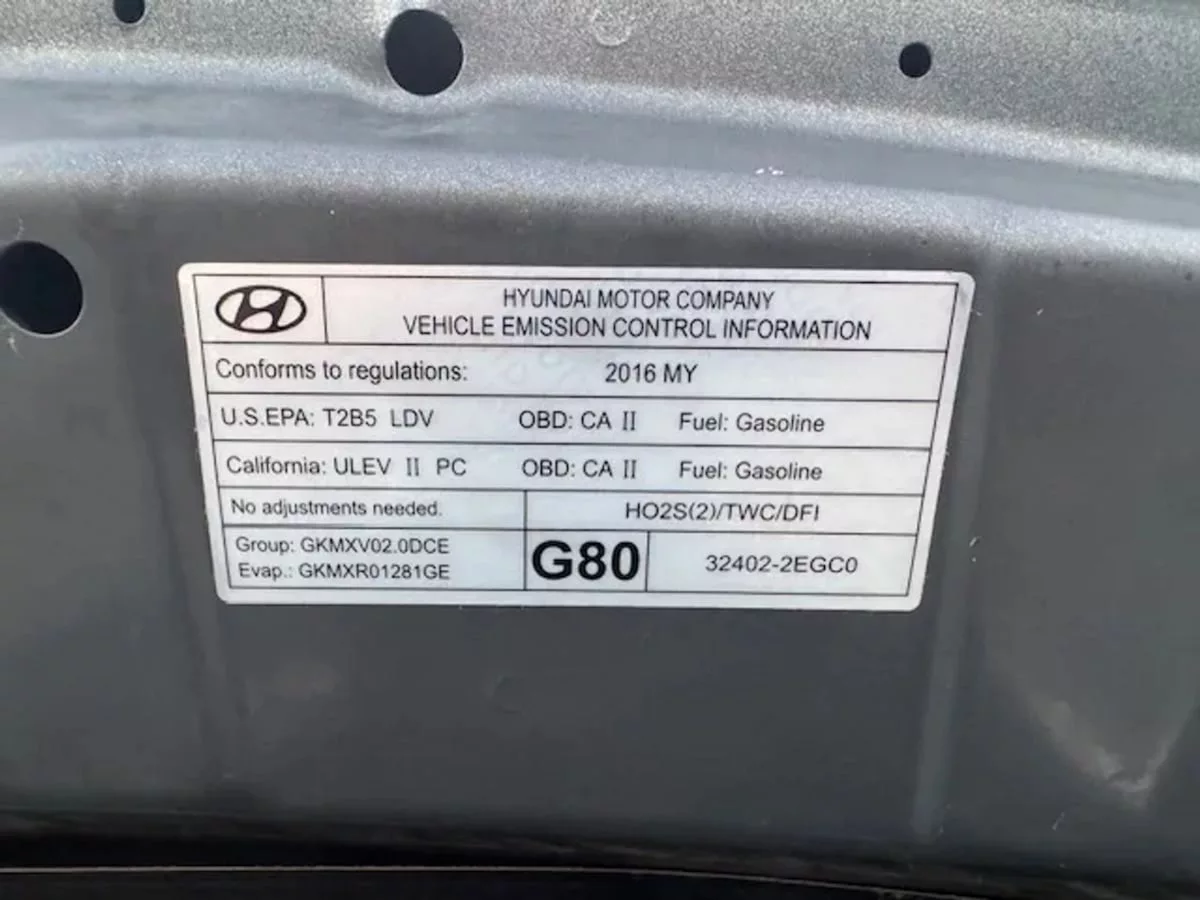 HYUNDAI MOTOR COMPANY
VEHICLE EMISSION CONTROL INFORMATION
Conforms to regulations: 2016 MY
U.S.EPA: T2B5 LDV OBD: CA II Fuel: Gasoline
California: ULEV II PC OBD: CA II Fuel: Gasoline
No adjustments needed. HO2S(2)/TWC/DFI
Group: GKMXV02.0DCE
Evap.: GKMXR01281GE
G80
32402-2EGC0